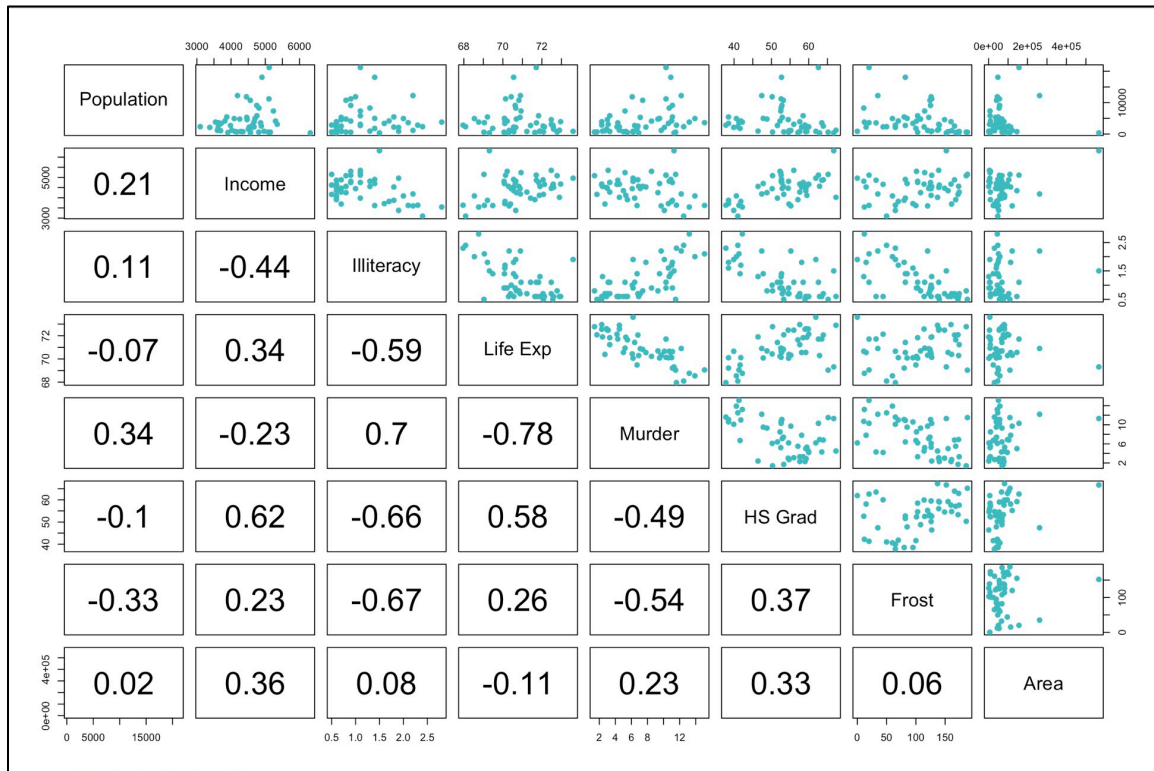 3000 4000 5000 6000 68 70 72 40 50 60 0e+00 2e+05 4e+05
Population 0 10000
3000 5000 0.21 Income
0.11 -0.44 Illiteracy 0.5 1.5 2.5
68 70 72 -0.07 0.34 -0.59 Life Exp
0.34 -0.23 0.7 -0.78 Murder 2 6 10
40 50 60 -0.1 0.62 -0.66 0.58 -0.49 HS Grad
-0.33 0.23 -0.67 0.26 -0.54 0.37 Frost 0 100
0e+00 4e+05 0.02 0.36 0.08 -0.11 0.23 0.33 0.06 Area
0 5000 15000 0.5 1.0 1.5 2.0 2.5 2 4 6 8 12 0 50 100 150